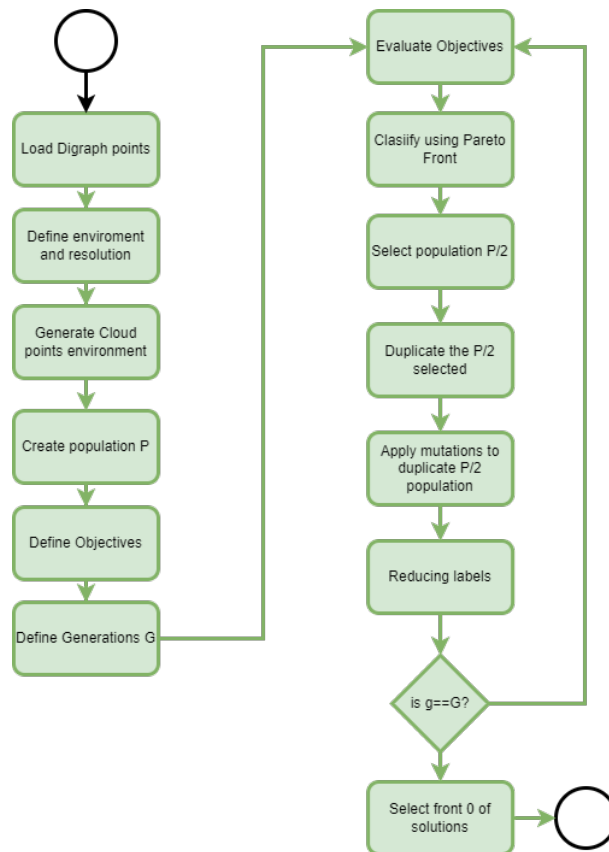 Load Digraph points
Define enviroment
and resolution
Generate Cloud
points environment
Create population P
Define Objectives
Define Generations G
Evaluate Objectives
Clasiify using Pareto
Front
Select population P/2
Duplicate the P/2
selected
Apply mutations to
duplicate P/2
population
Reducing labels
is g==G?
Select front 0 of
solutions